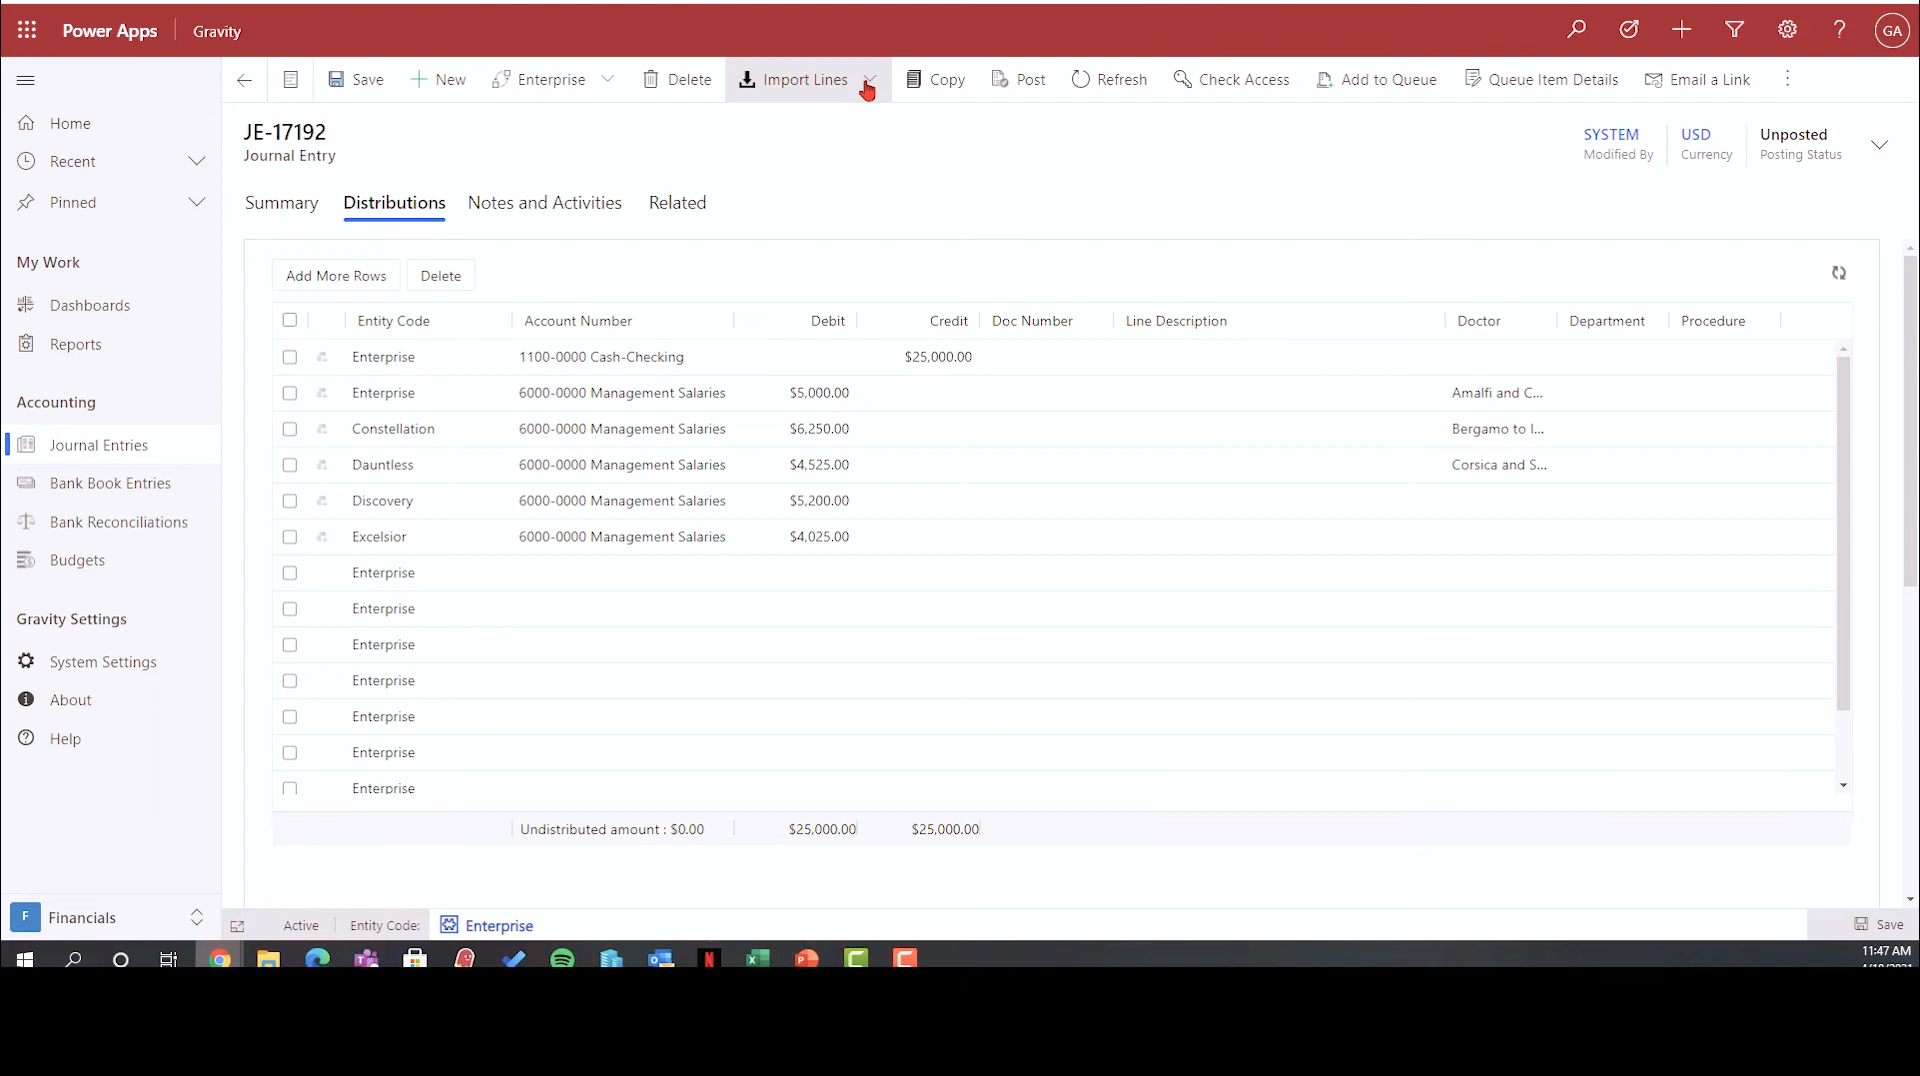 Power Apps Gravity GA
Save New Enterprise Delete Import Lines Copy Post Refresh Check Access Add to Queue Queue Item Details Email a Link
Home
Recent
Pinned
My Work
Dashboards
Reports
Accounting
Journal Entries
Bank Book Entries
Bank Reconciliations
Budgets
Gravity Settings
System Settings
About
Help
F Financials
JE-17192
Journal Entry
SYSTEM USD Unposted
Modified By Currency Posting Status
Summary Distributions Notes and Activities Related
Add More Rows Delete
Entity Code Account Number Debit Credit Doc Number Line Description Doctor Department Procedure
Enterprise 1100-0000 Cash-Checking $25,000.00
Enterprise 6000-0000 Management Salaries $5,000.00 Amalfi and C...
Constellation 6000-0000 Management Salaries $6,250.00 Bergamo to I...
Dauntless 6000-0000 Management Salaries $4,525.00 Corsica and S...
Discovery 6000-0000 Management Salaries $5,200.00
Excelsior 6000-0000 Management Salaries $4,025.00
Enterprise
Enterprise
Enterprise
Enterprise
Enterprise
Enterprise
Enterprise
Undistributed amount : $0.00 $25,000.00 $25,000.00
Active Entity Code: Enterprise Save
11:47 AM